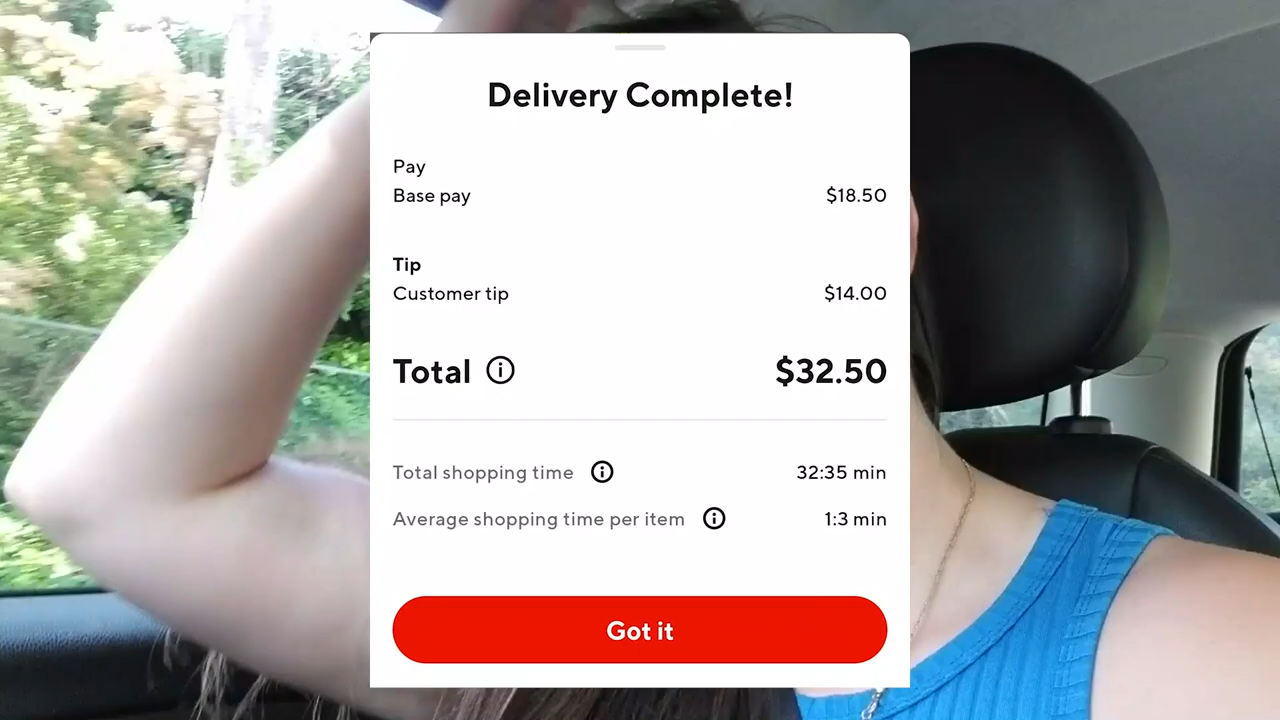 Delivery Complete!
Pay
Base pay $18.50
Tip
Customer tip $14.00
Total $32.50
Total shopping time 32:35 min
Average shopping time per item 1:3 min
Got it